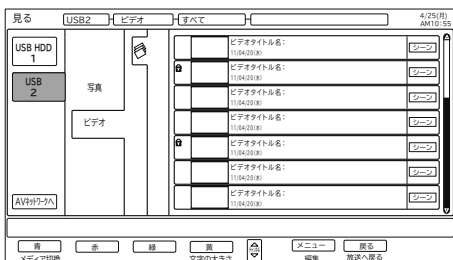 見る USB2 ビデオ すべて 4/25(月)
AM10:55
USB HDD
1
USB
2
写真
ビデオ
ビデオタイトル名:
11/04/20(水)
シーン
ビデオタイトル名:
11/04/20(水)
シーン
ビデオタイトル名:
11/04/20(水)
シーン
ビデオタイトル名:
11/04/20(水)
シーン
ビデオタイトル名:
11/04/20(水)
シーン
ビデオタイトル名:
11/04/20(水)
シーン
ビデオタイトル名:
11/04/20(水)
シーン
AVネットワークへ
青 赤 緑 黄 メニュー 戻る
メディア切換 文字の大きさ 編集 放送へ戻る